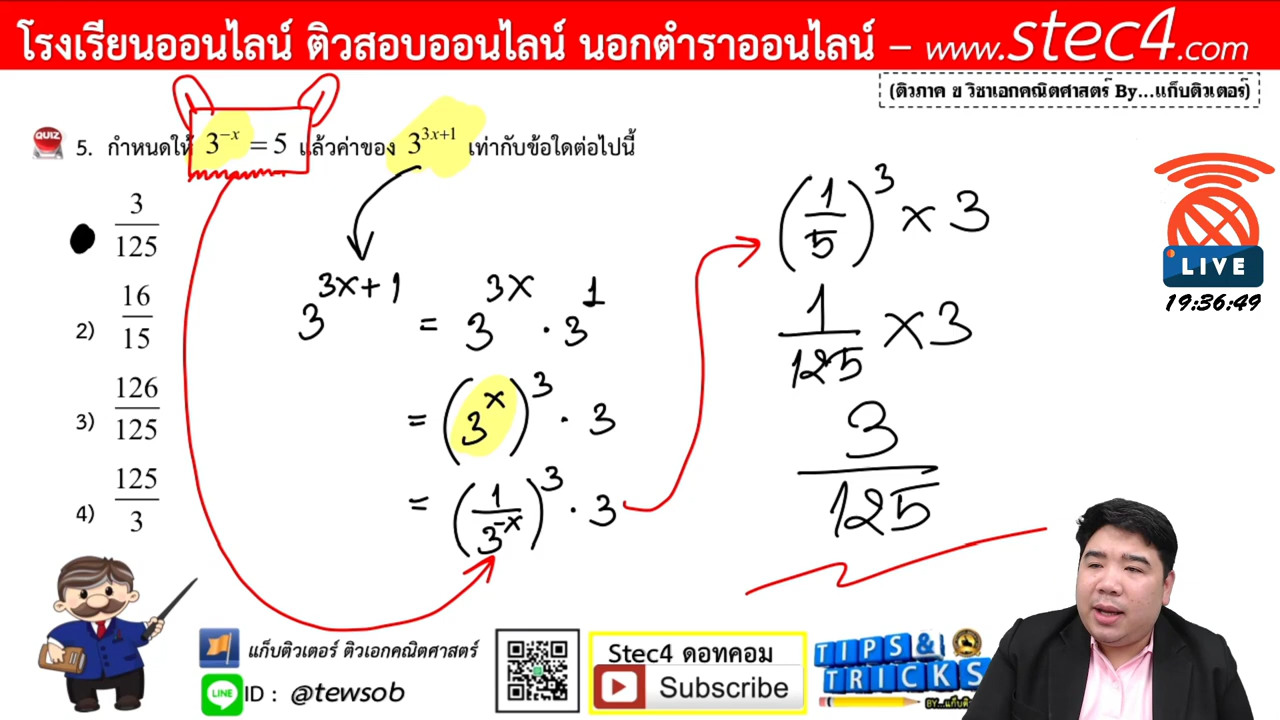 โรงเรียนออนไลน์ ติวสอบออนไลน์ นอกตำราออนไลน์ – www.stec4.com
(ติวภาค ข วิชาเอกคณิตศาสตร์ By...แก็บติวเตอร์)
QUIZ
5. กำหนดให้ 3^{-x} = 5 แล้วค่าของ 3^{3x+1} เท่ากับข้อใดต่อไปนี้
3/125
2) 16/15
3) 126/125
4) 125/3
3^{3x+1} = 3^{3x} · 3^1
= (3^x)^3 · 3
= (1/3^{-x})^3 · 3
(1/5)^3 × 3
1/125 × 3
3/125
LIVE
19:36:49
แก็บติวเตอร์ ติวเอกคณิตศาสตร์
LINE ID : @tewsob
Stec4 ดอทคอม
Subscribe
TIPS &
TRICKS
BY...แก็บติ